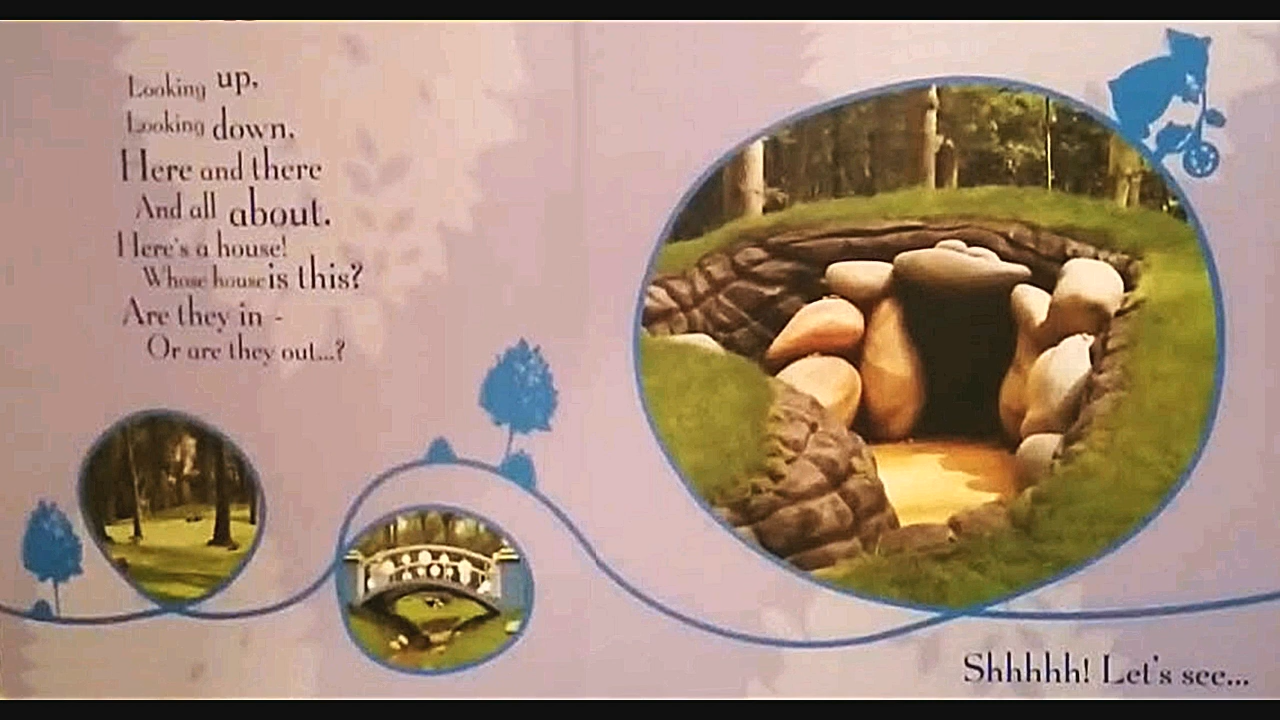 Looking up,
Looking down,
Here and there
And all about.
Here's a house!
Whose house is this?
Are they in -
Or are they out...?
Shhhhh! Let's see...